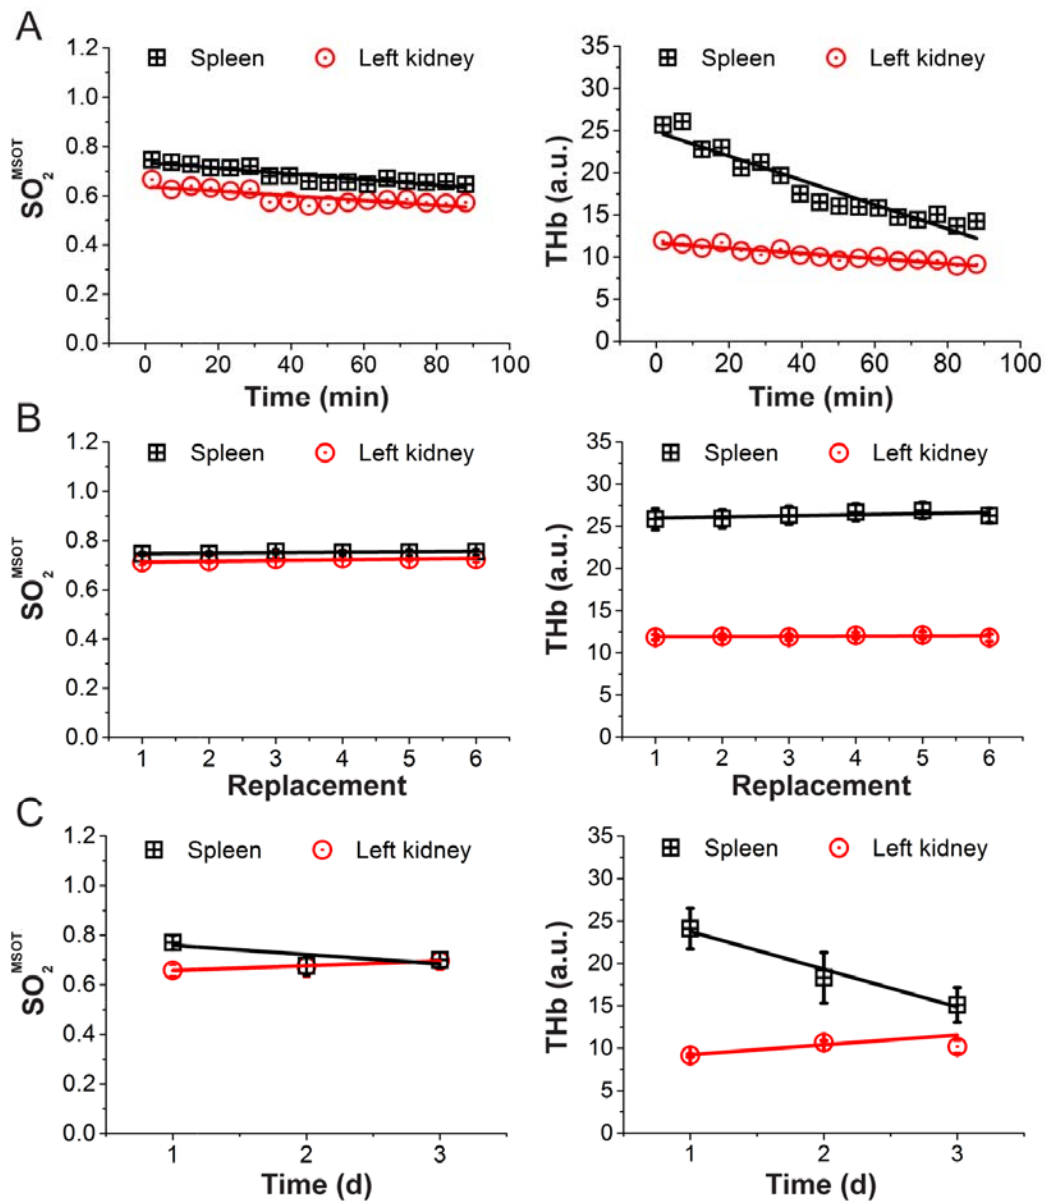 A
SO₂ᴹˢᴼᵀ
1.2
1.0
0.8
0.6
0.4
0.2
0.0
Spleen
Left kidney
0 20 40 60 80 100
Time (min)
THb (a.u.)
35
30
25
20
15
10
5
0
Spleen
Left kidney
0 20 40 60 80 100
Time (min)
B
SO₂ᴹˢᴼᵀ
1.2
1.0
0.8
0.6
0.4
0.2
0.0
Spleen
Left kidney
1 2 3 4 5 6
Replacement
THb (a.u.)
35
30
25
20
15
10
5
0
Spleen
Left kidney
1 2 3 4 5 6
Replacement
C
SO₂ᴹˢᴼᵀ
1.2
1.0
0.8
0.6
0.4
0.2
0.0
Spleen
Left kidney
1 2 3
Time (d)
THb (a.u.)
35
30
25
20
15
10
5
0
Spleen
Left kidney
1 2 3
Time (d)